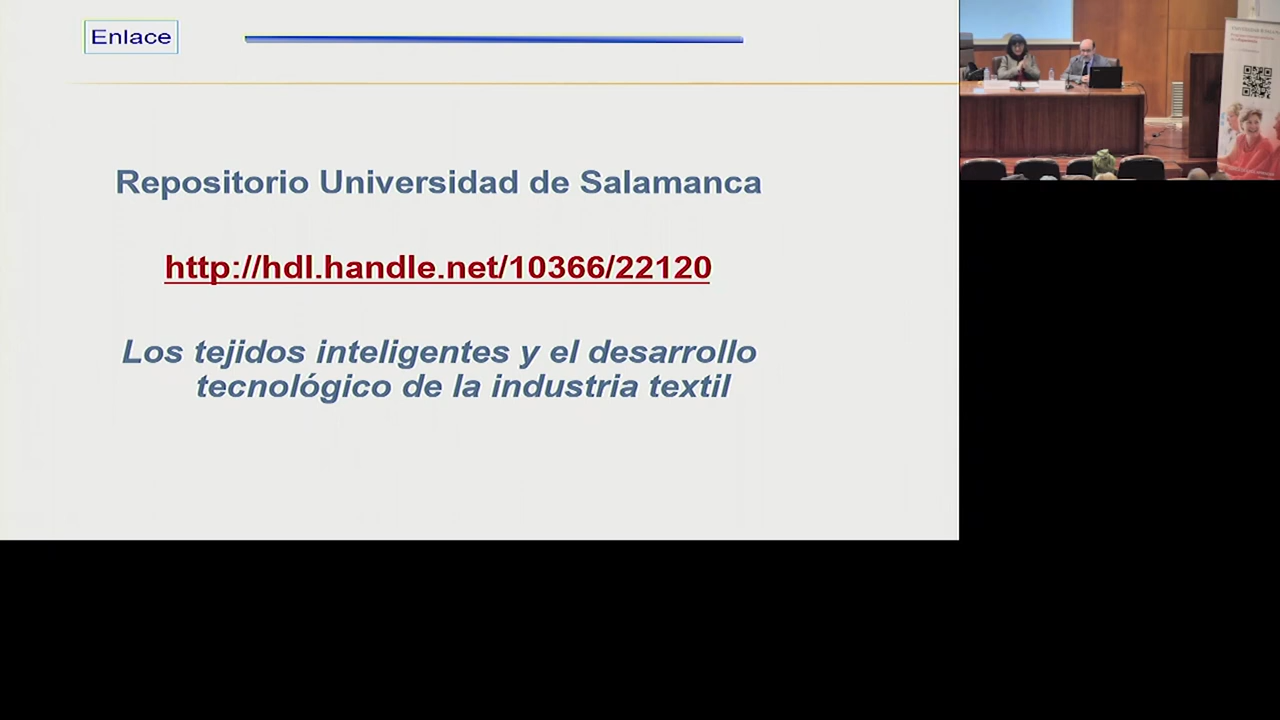 Enlace
Repositorio Universidad de Salamanca
http://hdl.handle.net/10366/22120
Los tejidos inteligentes y el desarrollo
tecnológico de la industria textil